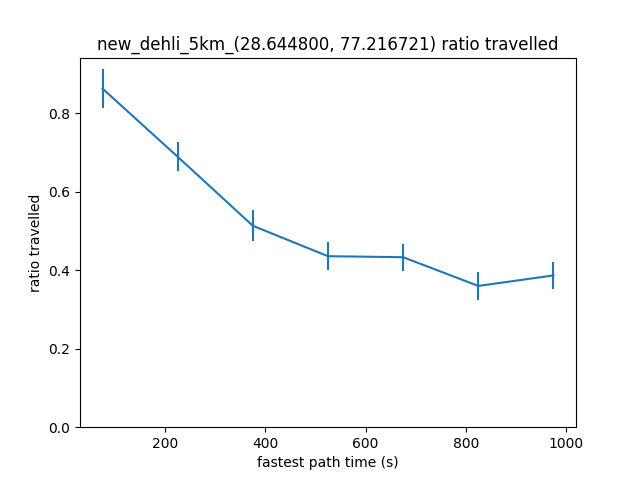 new_dehli_5km_(28.644800, 77.216721) ratio travelled
ratio travelled
0.8
0.6
0.4
0.2
0.0
200 400 600 800 1000
fastest path time (s)